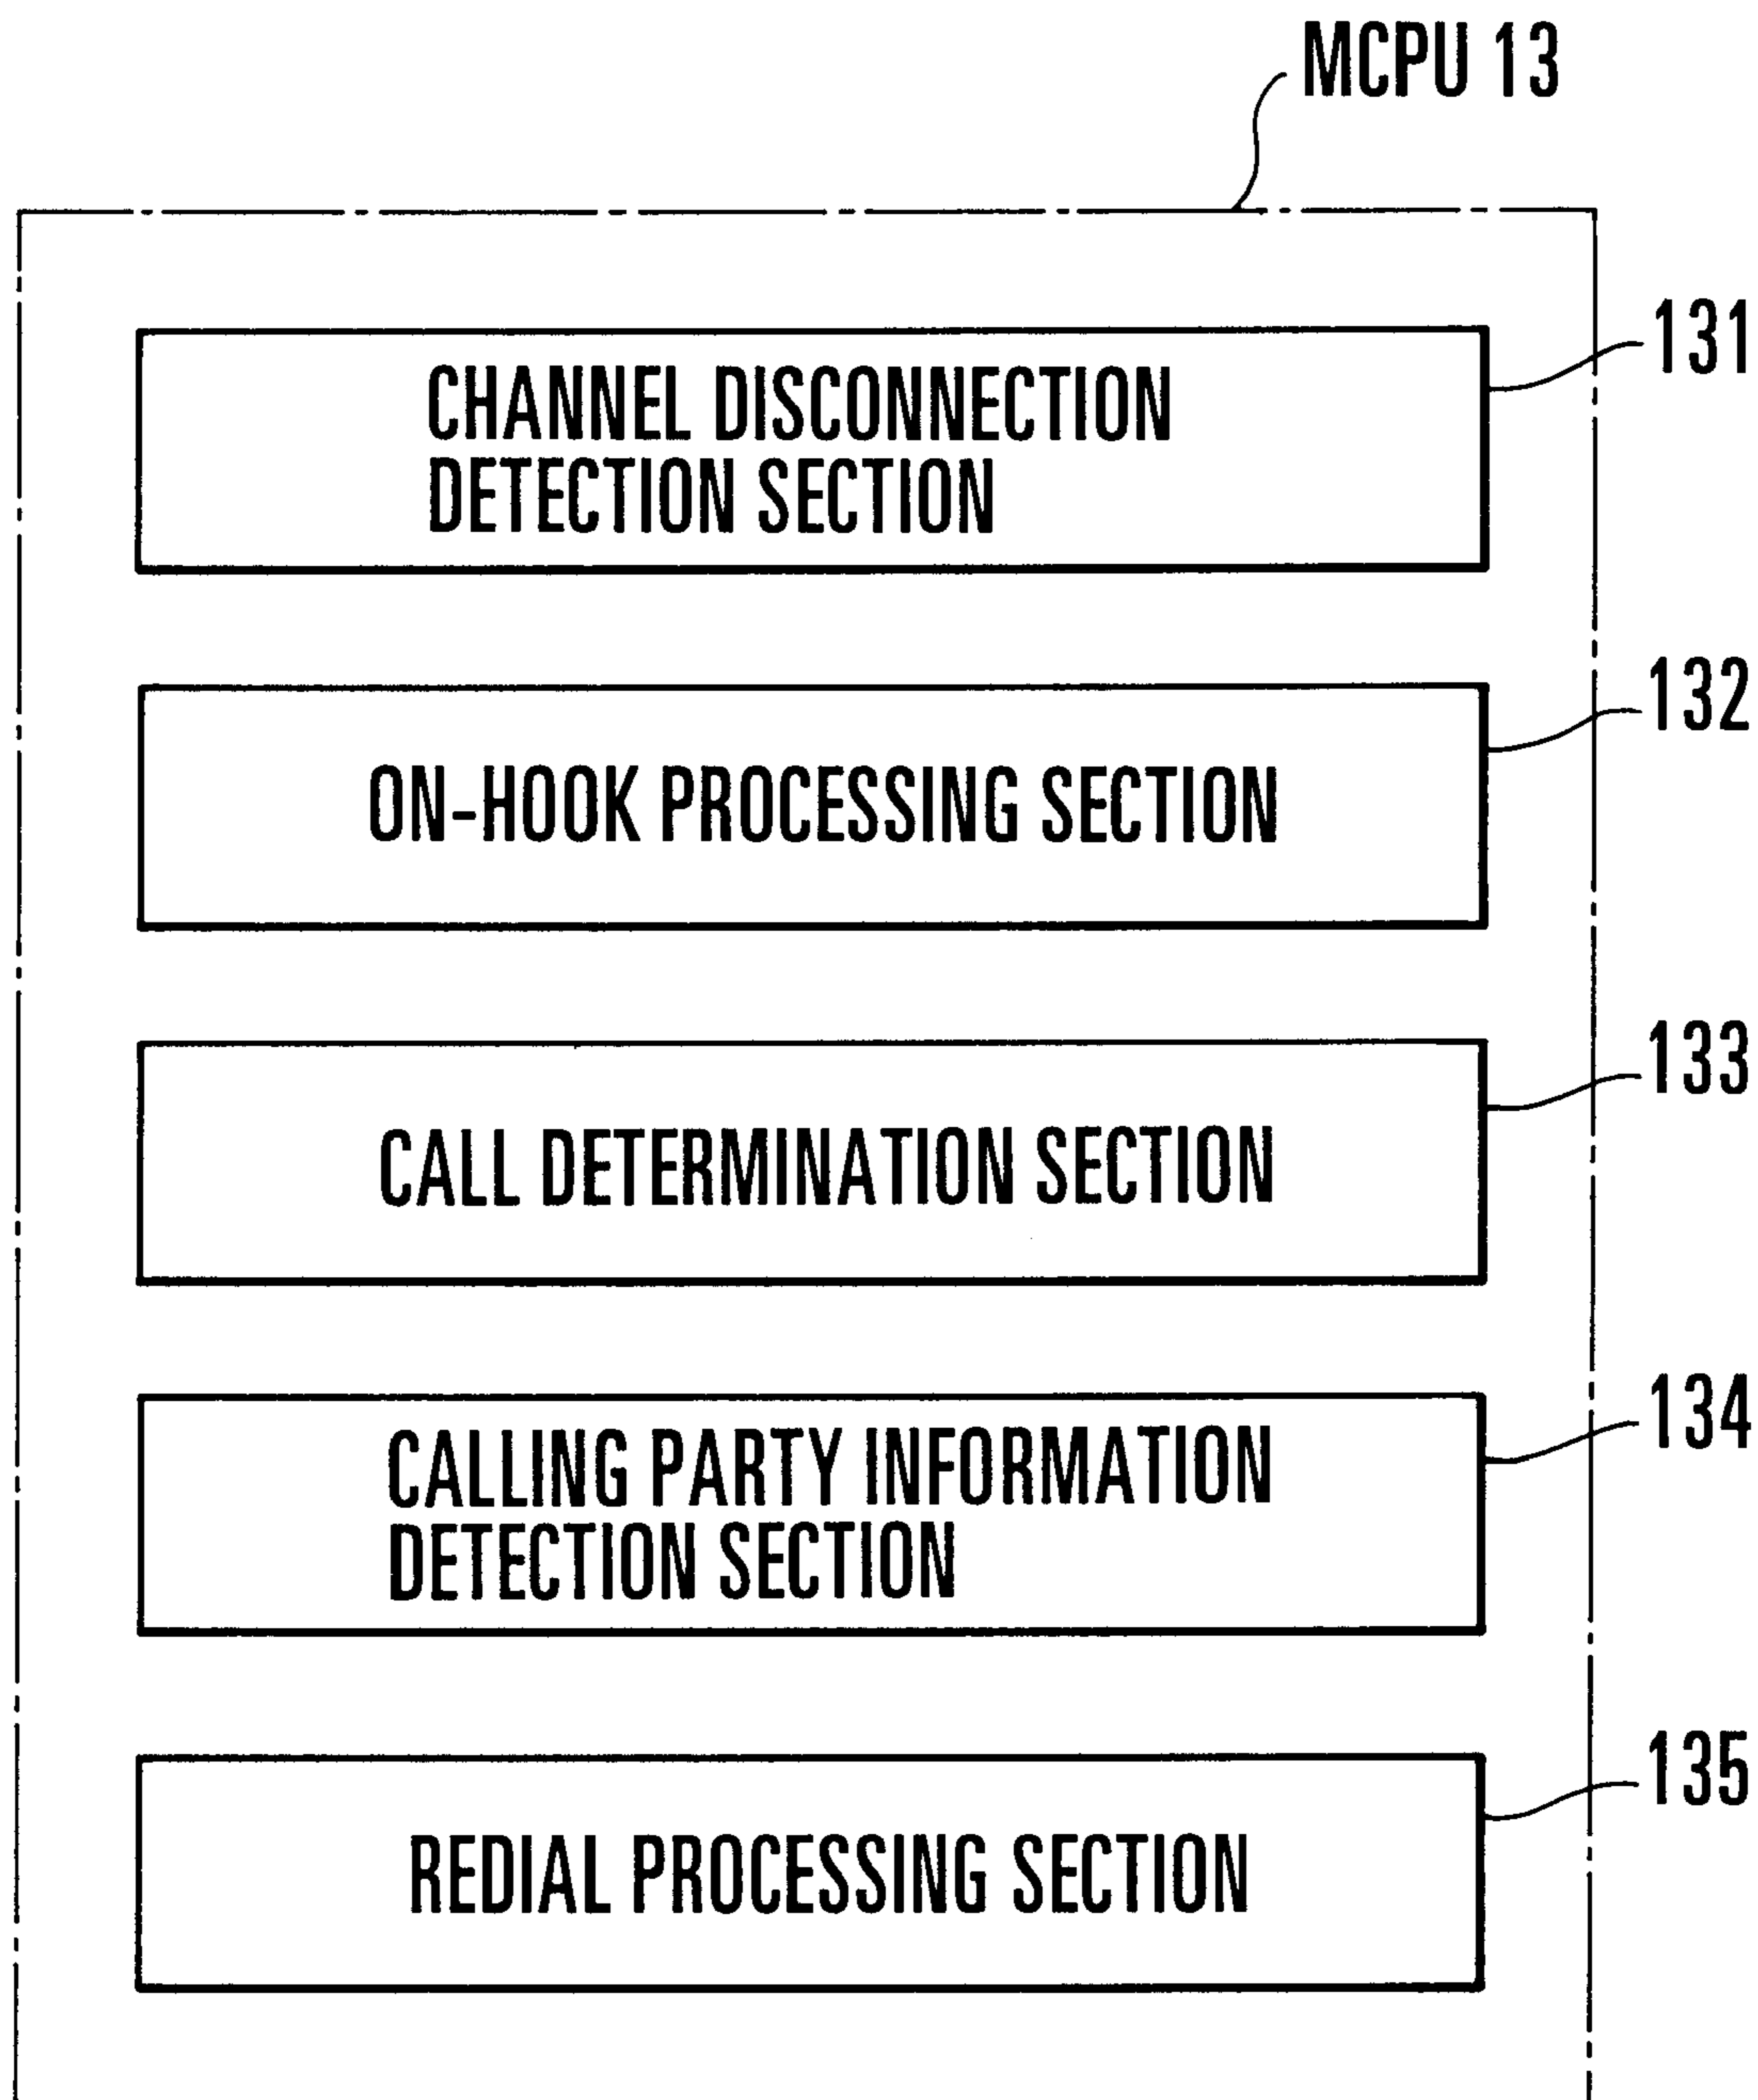 MCPU 13
131
CHANNEL DISCONNECTION
DETECTION SECTION
132
ON-HOOK PROCESSING SECTION
133
CALL DETERMINATION SECTION
134
CALLING PARTY INFORMATION
DETECTION SECTION
135
REDIAL PROCESSING SECTION